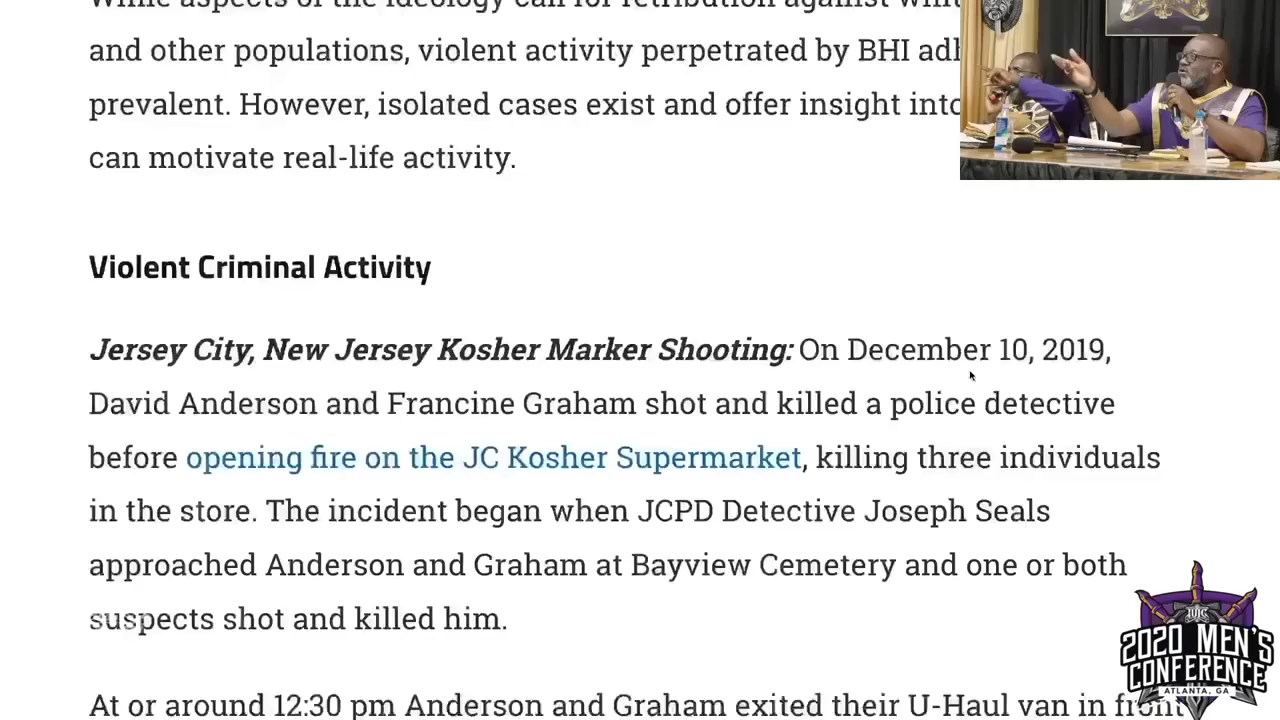 and other populations, violent activity perpetrated by BHI
prevalent. However, isolated cases exist and offer insight into
can motivate real-life activity.
Violent Criminal Activity
Jersey City, New Jersey Kosher Marker Shooting: On December 10, 2019,
David Anderson and Francine Graham shot and killed a police detective
before opening fire on the JC Kosher Supermarket, killing three individuals
in the store. The incident began when JCPD Detective Joseph Seals
approached Anderson and Graham at Bayview Cemetery and one or both
suspects shot and killed him.
At or around 12:30 pm Anderson and Graham exited their U-Haul van in front
2020 MEN'S
CONFERENCE
ATLANTA, GA